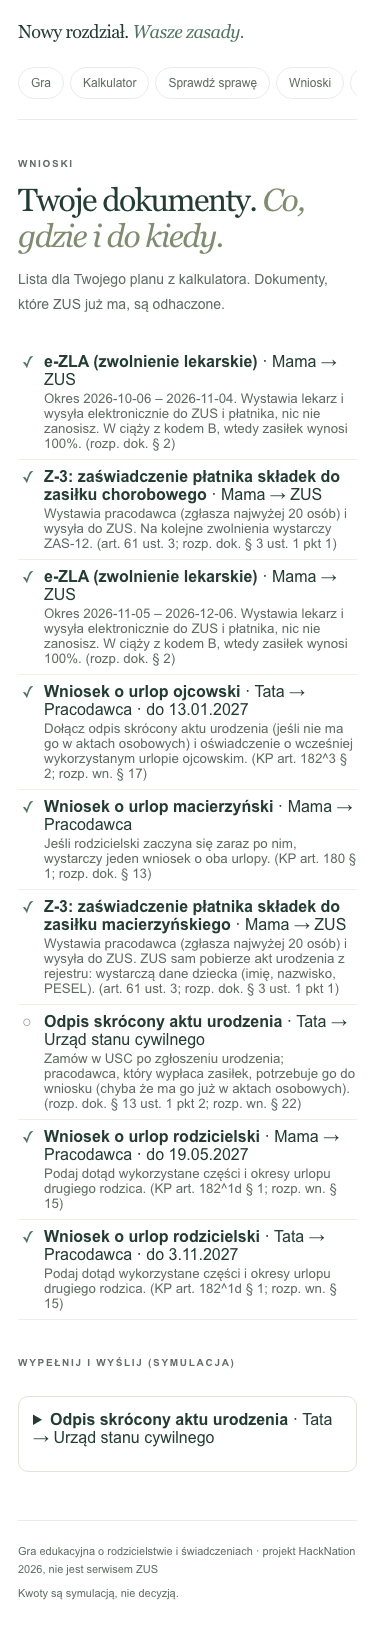 Nowy rozdział. Wasze zasady.
Gra Kalkulator Sprawdź sprawę Wnioski
WNIOSKI
Twoje dokumenty. Co,
gdzie i do kiedy.
Lista dla Twojego planu z kalkulatora. Dokumenty,
które ZUS już ma, są odhaczone.
✓ e-ZLA (zwolnienie lekarskie) · Mama →
ZUS
Okres 2026-10-06 – 2026-11-04. Wystawia lekarz i
wysyła elektronicznie do ZUS i płatnika, nic nie
zanosisz. W ciąży z kodem B, wtedy zasiłek wynosi
100%. (rozp. dok. § 2)
✓ Z-3: zaświadczenie płatnika składek do
zasiłku chorobowego · Mama → ZUS
Wystawia pracodawca (zgłasza najwyżej 20 osób) i
wysyła do ZUS. Na kolejne zwolnienia wystarczy
ZAS-12. (art. 61 ust. 3; rozp. dok. § 3 ust. 1 pkt 1)
✓ e-ZLA (zwolnienie lekarskie) · Mama →
ZUS
Okres 2026-11-05 – 2026-12-06. Wystawia lekarz i
wysyła elektronicznie do ZUS i płatnika, nic nie
zanosisz. W ciąży z kodem B, wtedy zasiłek wynosi
100%. (rozp. dok. § 2)
✓ Wniosek o urlop ojcowski · Tata →
Pracodawca · do 13.01.2027
Dołącz odpis skrócony aktu urodzenia (jeśli nie ma
go w aktach osobowych) i oświadczenie o wcześniej
wykorzystanym urlopie ojcowskim. (KP art. 182^3 §
2; rozp. wn. § 17)
✓ Wniosek o urlop macierzyński · Mama →
Pracodawca
Jeśli rodzicielski zaczyna się zaraz po nim,
wystarczy jeden wniosek o oba urlopy. (KP art. 180 §
1; rozp. dok. § 13)
✓ Z-3: zaświadczenie płatnika składek do
zasiłku macierzyńskiego · Mama → ZUS
Wystawia pracodawca (zgłasza najwyżej 20 osób) i
wysyła do ZUS. ZUS sam pobierze akt urodzenia z
rejestru: wystarczą dane dziecka (imię, nazwisko,
PESEL). (art. 61 ust. 3; rozp. dok. § 3 ust. 1 pkt 1)
○ Odpis skrócony aktu urodzenia · Tata →
Urząd stanu cywilnego
Zamów w USC po zgłoszeniu urodzenia;
pracodawca, który wypłaca zasiłek, potrzebuje go do
wniosku (chyba że ma go już w aktach osobowych).
(rozp. dok. § 13 ust. 1 pkt 2; rozp. wn. § 22)
✓ Wniosek o urlop rodzicielski · Mama →
Pracodawca · do 19.05.2027
Podaj dotąd wykorzystane części i okresy urlopu
drugiego rodzica. (KP art. 182^1d § 1; rozp. wn. §
15)
✓ Wniosek o urlop rodzicielski · Tata →
Pracodawca · do 3.11.2027
Podaj dotąd wykorzystane części i okresy urlopu
drugiego rodzica. (KP art. 182^1d § 1; rozp. wn. §
15)
WYPEŁNIJ I WYŚLIJ (SYMULACJA)
▶ Odpis skrócony aktu urodzenia · Tata
→ Urząd stanu cywilnego
Gra edukacyjna o rodzicielstwie i świadczeniach · projekt HackNation
2026, nie jest serwisem ZUS
Kwoty są symulacją, nie decyzją.